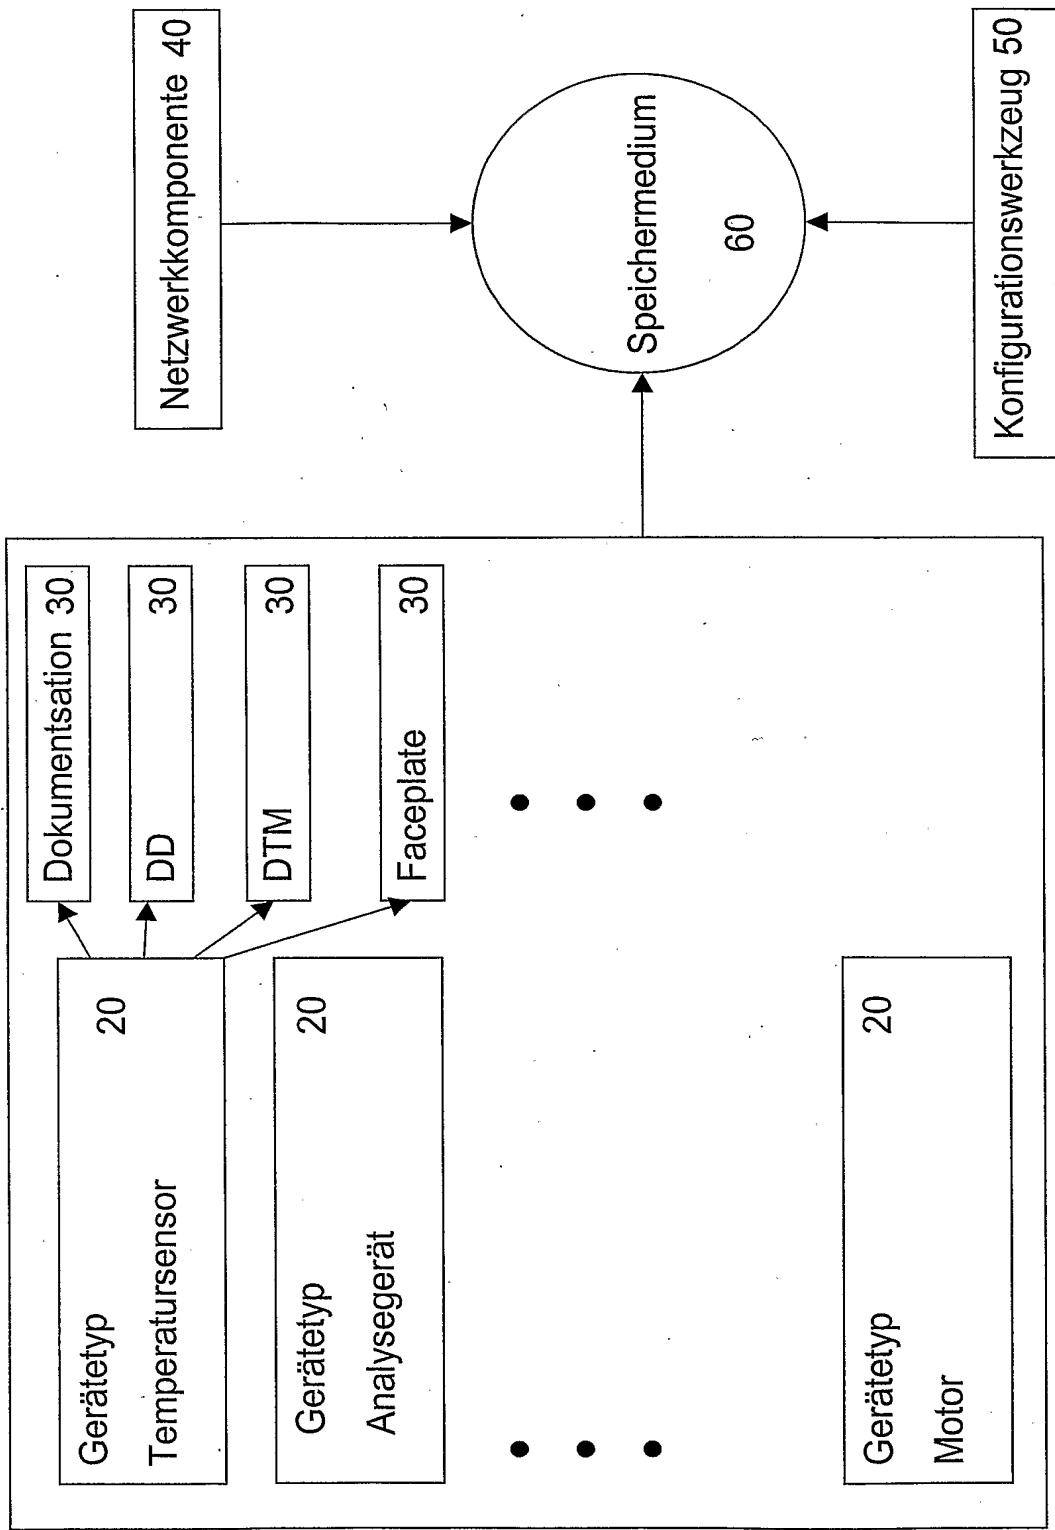 Gerätetyp 20
Temperatursensor
Dokumentsation 30
DD 30
DTM 30
Faceplate 30
Gerätetyp 20
Analysegerät
Gerätetyp 20
Motor
Netzwerkkomponente 40
Speichermedium
60
Konfigurationswerkzeug 50